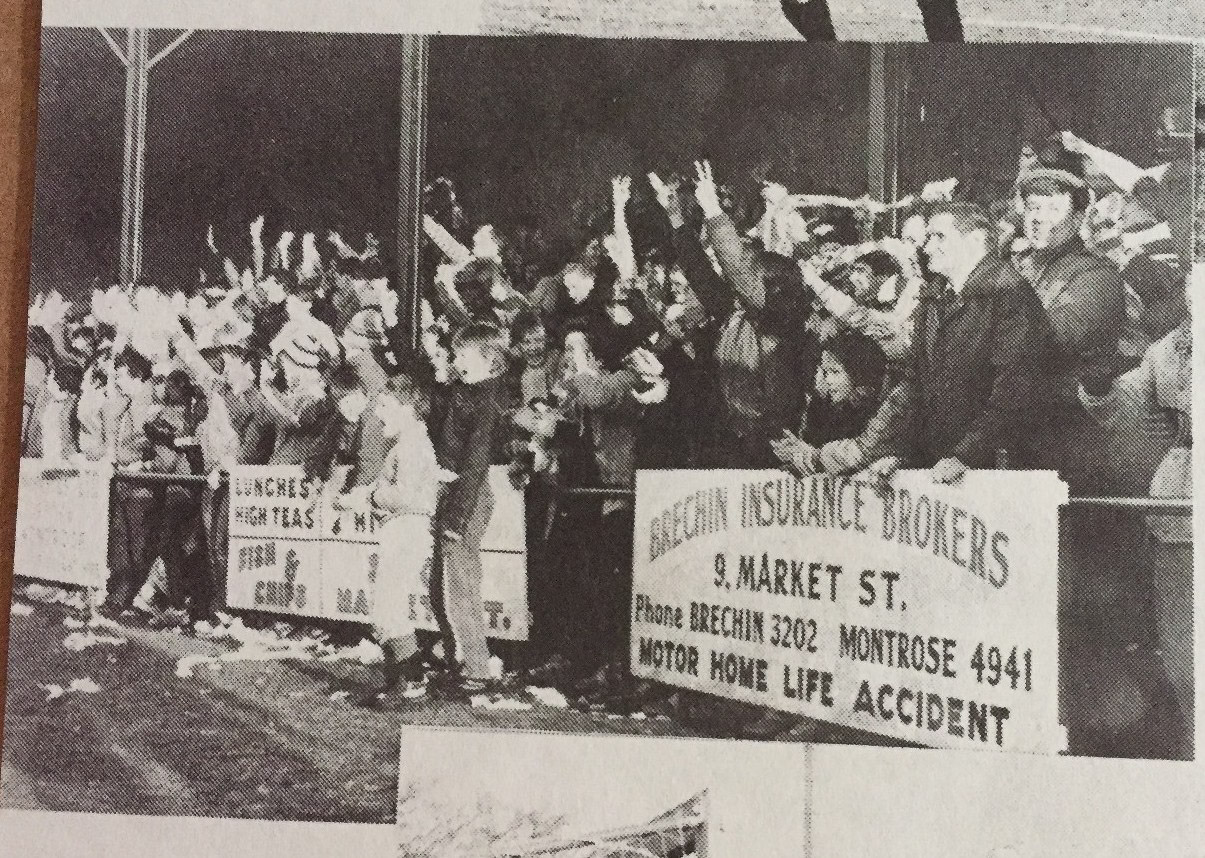 LUNCHES
HIGH TEAS
FISH &
CHIPS
BRECHIN INSURANCE BROKERS
9, MARKET ST.
Phone BRECHIN 3202 MONTROSE 4941
MOTOR HOME LIFE ACCIDENT